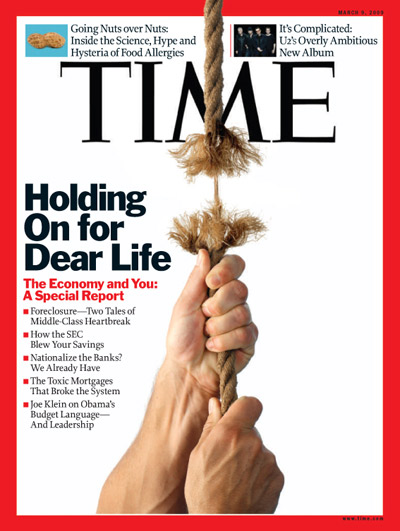 MARCH 9, 2009
Going Nuts over Nuts:
Inside the Science, Hype and
Hysteria of Food Allergies
It's Complicated:
U2's Overly Ambitious
New Album
TIME
Holding
On for
Dear Life
The Economy and You:
A Special Report
Foreclosure—Two Tales of
Middle-Class Heartbreak
How the SEC
Blew Your Savings
Nationalize the Banks?
We Already Have
The Toxic Mortgages
That Broke the System
Joe Klein on Obama's
Budget Language—
And Leadership
www.time.com